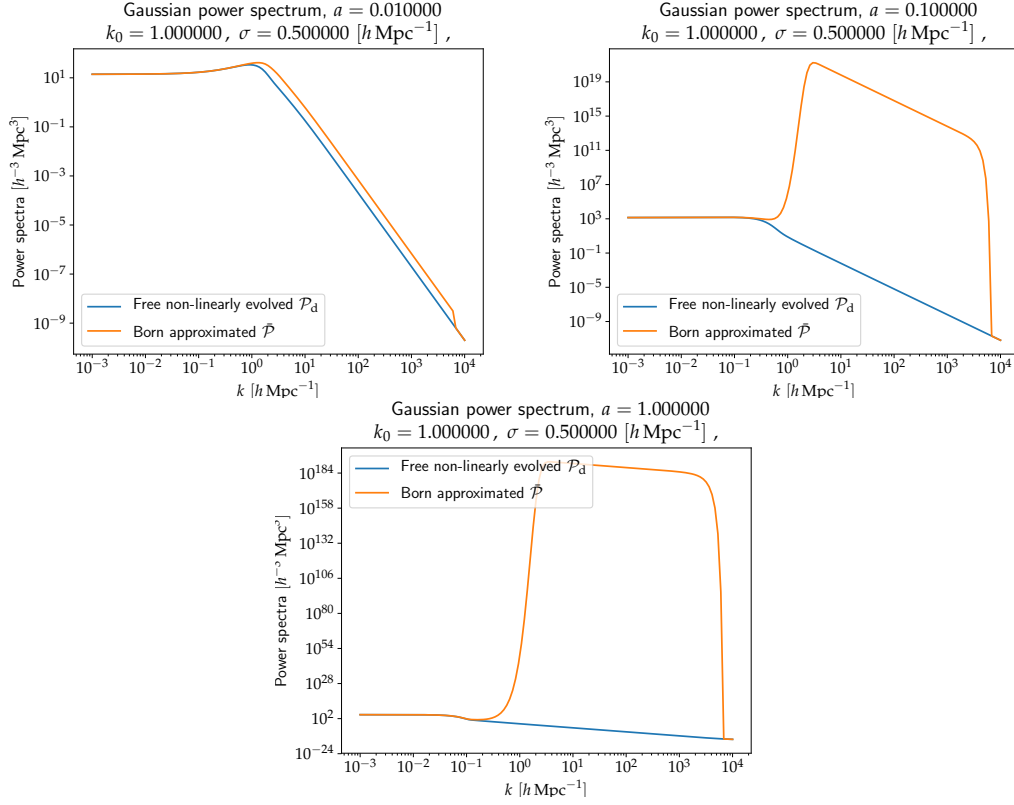 Gaussian power spectrum, a = 0.010000
k₀ = 1.000000 , σ = 0.500000 [h Mpc⁻¹] ,
Power spectra [h⁻³ Mpc³]
10¹
10⁻¹
10⁻³
10⁻⁵
10⁻⁷
10⁻⁹
Free non-linearly evolved 𝒫_d
Born approximated 𝒫̄
10⁻³ 10⁻² 10⁻¹ 10⁰ 10¹ 10² 10³ 10⁴
k [h Mpc⁻¹]
Gaussian power spectrum, a = 0.100000
k₀ = 1.000000 , σ = 0.500000 [h Mpc⁻¹] ,
Power spectra [h⁻³ Mpc³]
10¹⁹
10¹⁵
10¹¹
10⁷
10³
10⁻¹
10⁻⁵
10⁻⁹
Free non-linearly evolved 𝒫_d
Born approximated 𝒫̄
10⁻³ 10⁻² 10⁻¹ 10⁰ 10¹ 10² 10³ 10⁴
k [h Mpc⁻¹]
Gaussian power spectrum, a = 1.000000
k₀ = 1.000000 , σ = 0.500000 [h Mpc⁻¹] ,
Power spectra [h⁻³ Mpc³]
10¹⁸⁴
10¹⁵⁸
10¹³²
10¹⁰⁶
10⁸⁰
10⁵⁴
10²⁸
10²
10⁻²⁴
Free non-linearly evolved 𝒫_d
Born approximated 𝒫̄
10⁻³ 10⁻² 10⁻¹ 10⁰ 10¹ 10² 10³ 10⁴
k [h Mpc⁻¹]